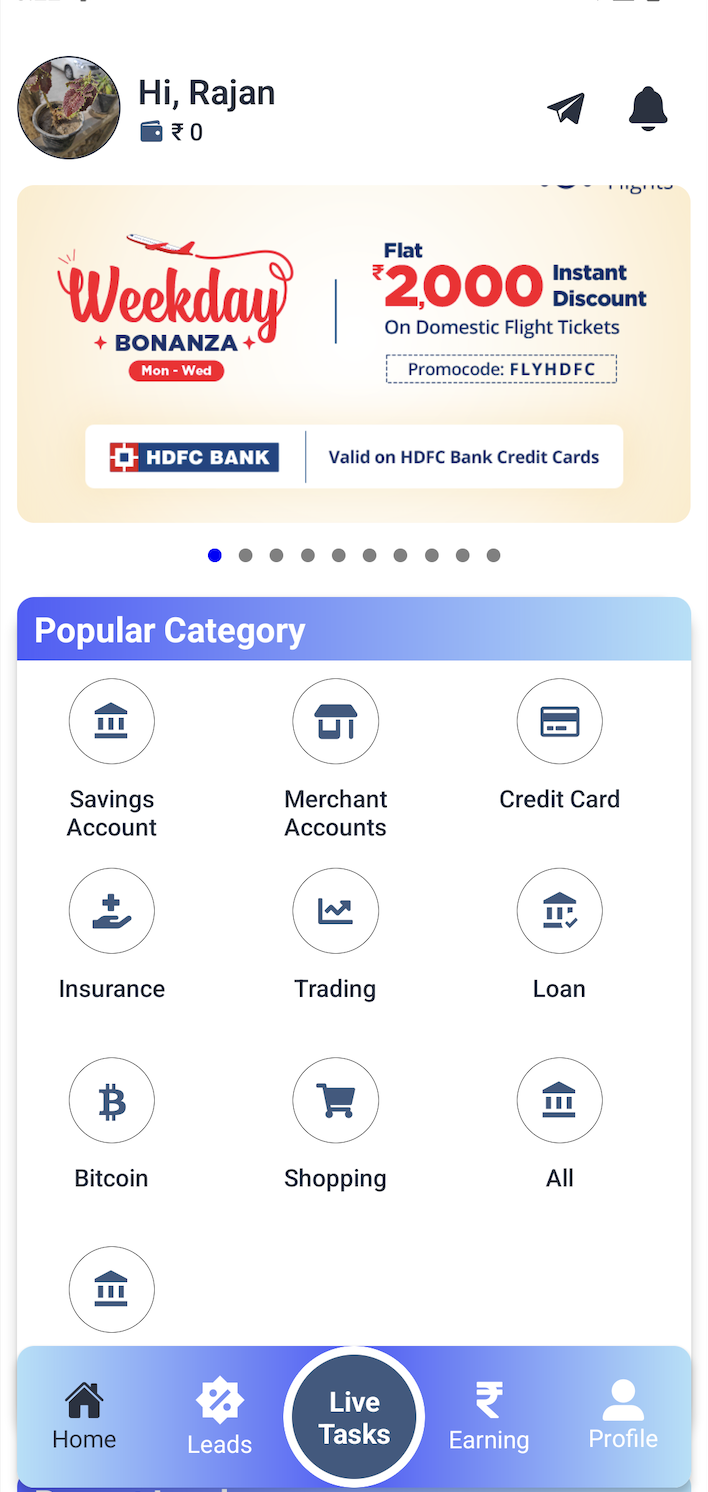 Hi, Rajan
₹ 0
Flights
Weekday
BONANZA
Mon - Wed
Flat
₹2,000 Instant
Discount
On Domestic Flight Tickets
Promocode: FLYHDFC
HDFC BANK
Valid on HDFC Bank Credit Cards
Popular Category
Savings
Account
Merchant
Accounts
Credit Card
Insurance
Trading
Loan
Bitcoin
Shopping
All
Home
Leads
Live
Tasks
Earning
Profile